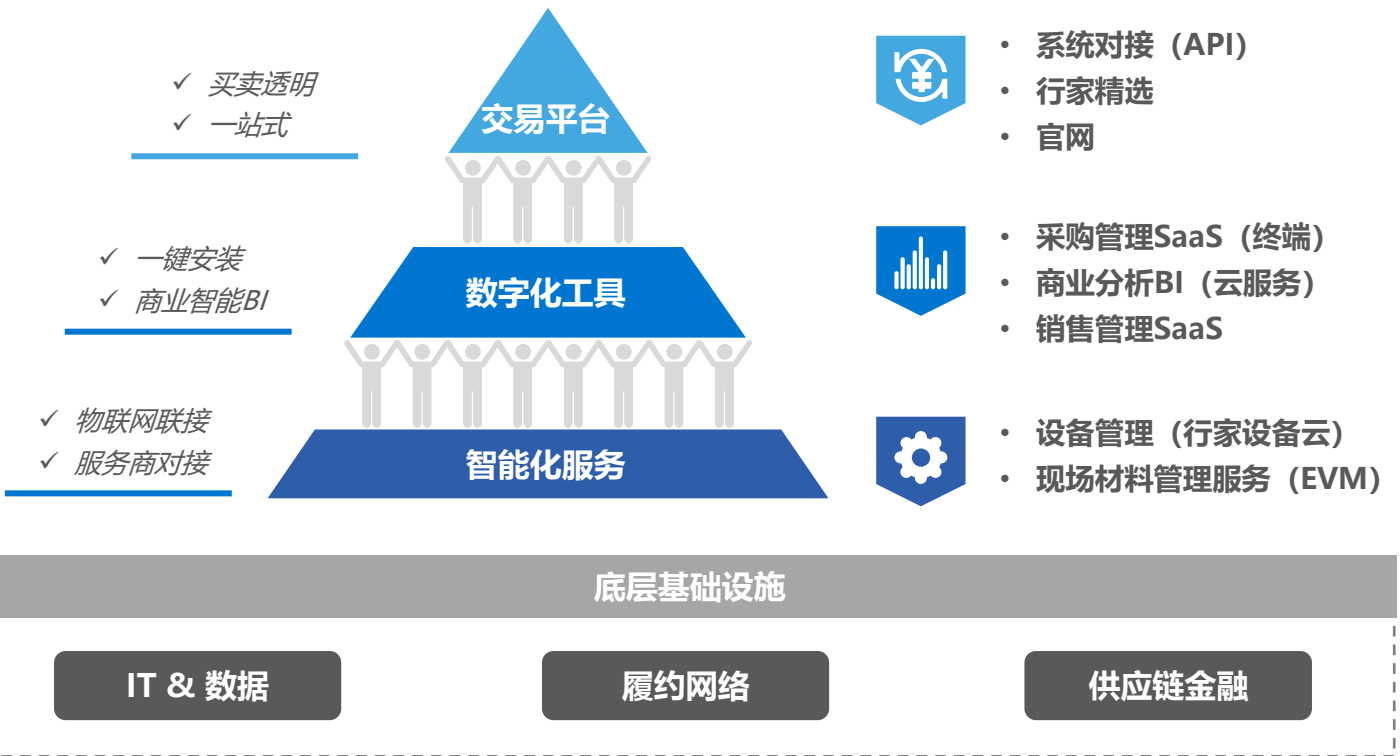 买卖透明
一站式
交易平台
系统对接（API）
行家精选
官网
一键安装
商业智能BI
数字化工具
采购管理SaaS（终端）
商业分析BI（云服务）
销售管理SaaS
物联网联接
服务商对接
智能化服务
设备管理（行家设备云）
现场材料管理服务（EVM）
底层基础设施
IT & 数据
履约网络
供应链金融